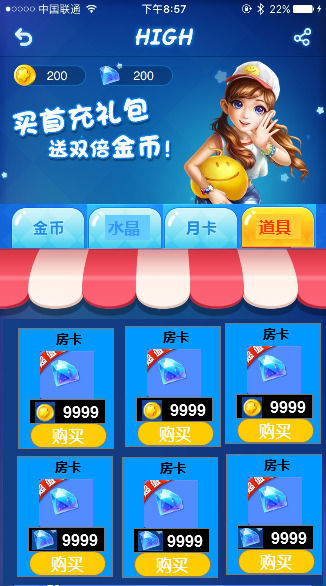 中国联通 下午8:57 22%
HIGH
200 200
买首充礼包
送双倍金币！
金币 水晶 月卡 道具
房卡 房卡 房卡
9999 9999 9999
购买 购买 购买
房卡 房卡 房卡
9999 9999 9999
购买 购买 购买